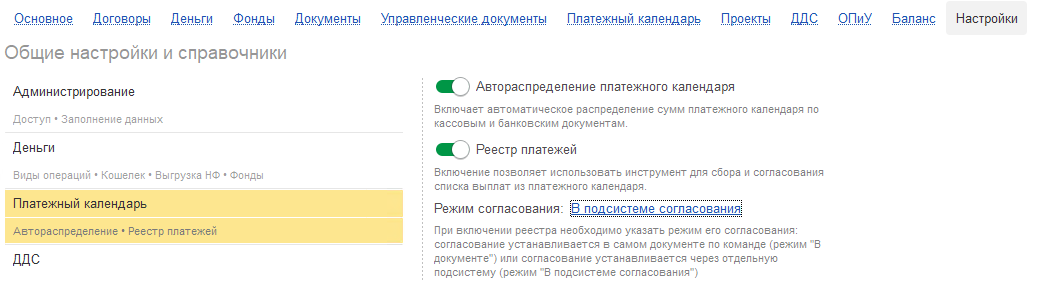 Основное Договоры Деньги Фонды Документы Управленческие документы Платежный календарь Проекты ДДС ОПиУ Баланс Настройки
Общие настройки и справочники
Администрирование
Доступ • Заполнение данных
Деньги
Виды операций • Кошелек • Выгрузка НФ • Фонды
Платежный календарь
Автораспределение • Реестр платежей
ДДС
Автораспределение платежного календаря
Включает автоматическое распределение сумм платежного календаря по
кассовым и банковским документам.
Реестр платежей
Включение позволяет использовать инструмент для сбора и согласования
списка выплат из платежного календаря.
Режим согласования: В подсистеме согласования
При включении реестра необходимо указать режим его согласования:
согласование устанавливается в самом документе по команде (режим "В
документе") или согласование устанавливается через отдельную
подсистему (режим "В подсистеме согласования")